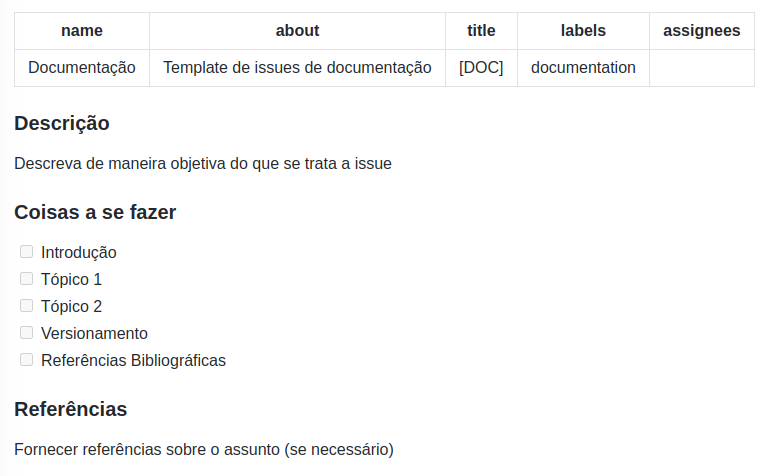 name about title labels assignees
Documentação Template de issues de documentação [DOC] documentation
Descrição
Descreva de maneira objetiva do que se trata a issue
Coisas a se fazer
Introdução
Tópico 1
Tópico 2
Versionamento
Referências Bibliográficas
Referências
Fornecer referências sobre o assunto (se necessário)